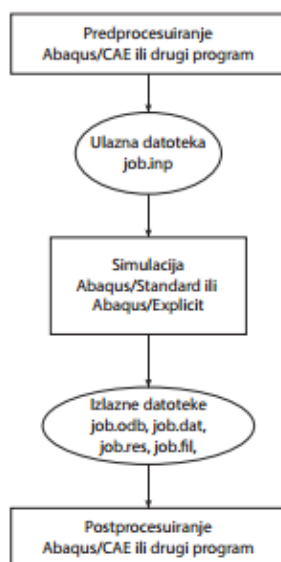 Predprocesuiranje
Abaqus/CAE ili drugi program
Ulazna datoteka
job.inp
Simulacija
Abaqus/Standard ili
Abaqus/Explicit
Izlazne datoteke
job.odb, job.dat,
job.res, job.fil,
Postprocesuiranje
Abaqus/CAE ili drugi program